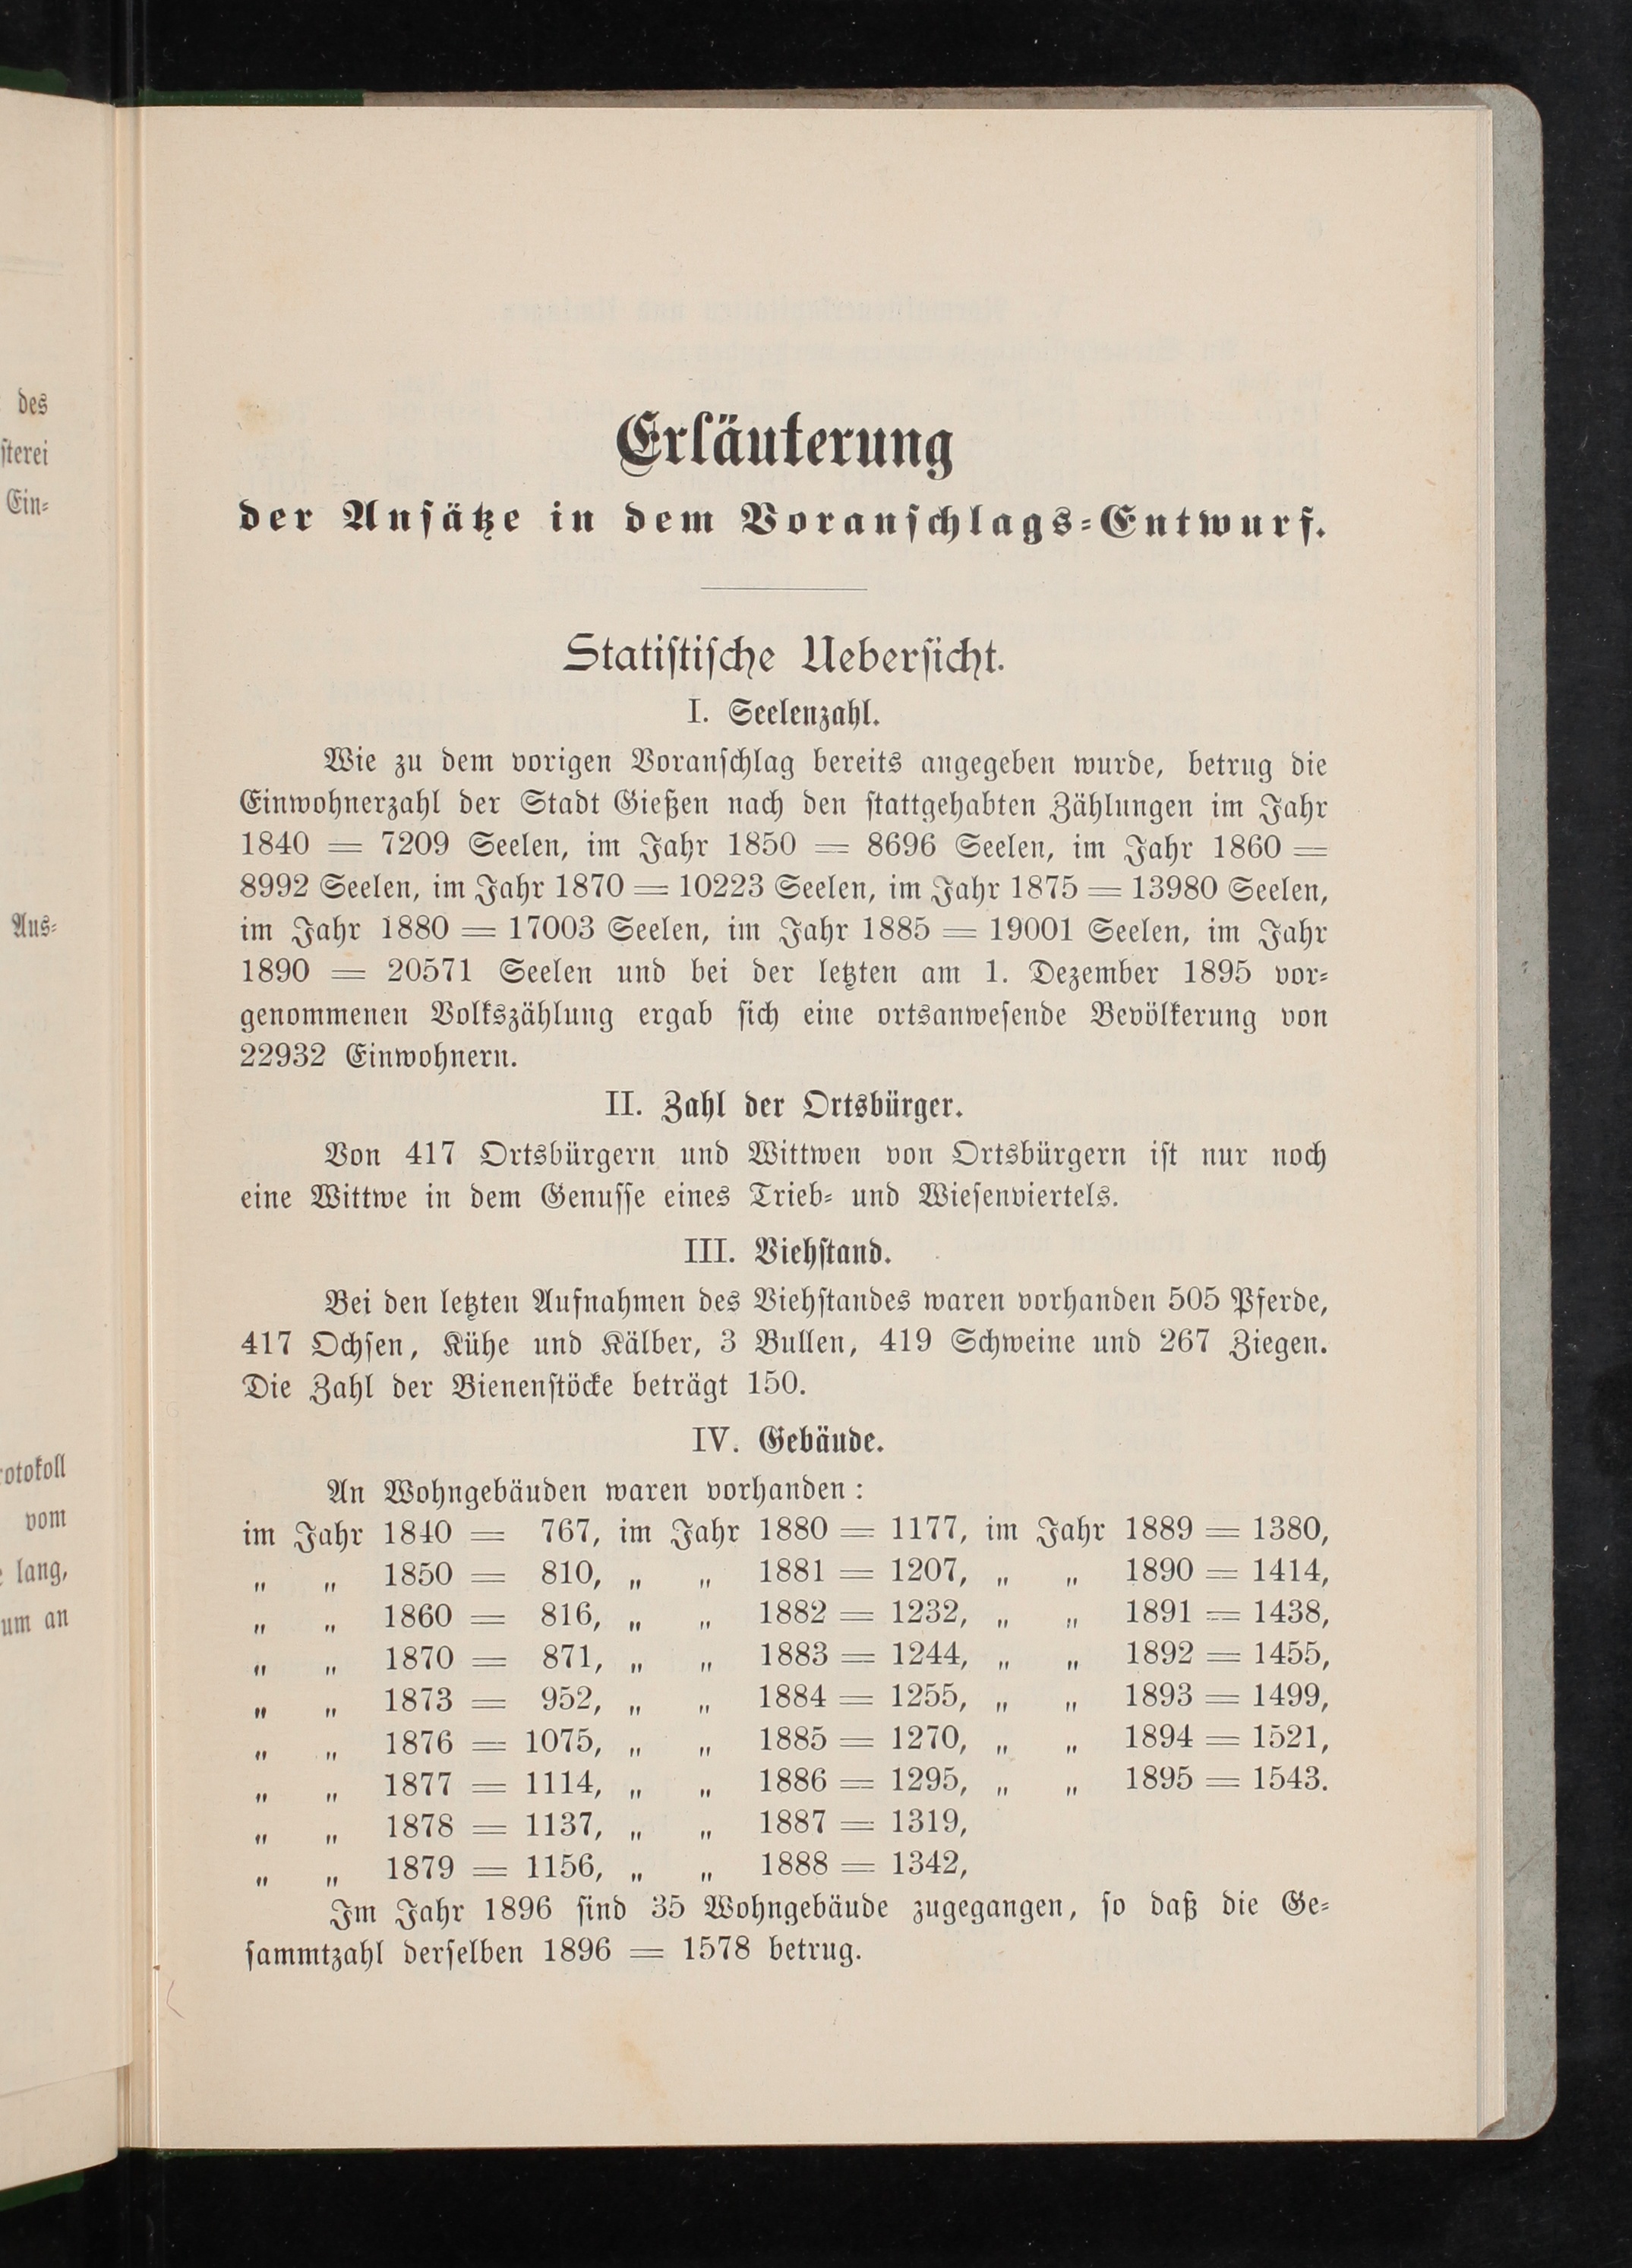 des
sterei
Ein-
Aus-
rotokoll
vom
lang,
um an
Erläuterung
der Ansätze in dem Voranschlags-Entwurf.
Statistische Uebersicht.
I. Seelenzahl.
Wie zu dem vorigen Voranschlag bereits angegeben wurde, betrug die
Einwohnerzahl der Stadt Gießen nach den stattgehabten Zählungen im Jahr
1840 = 7209 Seelen, im Jahr 1850 = 8696 Seelen, im Jahr 1860 =
8992 Seelen, im Jahr 1870 = 10223 Seelen, im Jahr 1875 = 13980 Seelen,
im Jahr 1880 = 17003 Seelen, im Jahr 1885 = 19001 Seelen, im Jahr
1890 = 20571 Seelen und bei der letzten am 1. Dezember 1895 vor-
genommenen Volkszählung ergab sich eine ortsanwesende Bevölkerung von
22932 Einwohnern.
II. Zahl der Ortsbürger.
Von 417 Ortsbürgern und Wittwen von Ortsbürgern ist nur noch
eine Wittwe in dem Genusse eines Trieb- und Wiesenviertels.
III. Viehstand.
Bei den letzten Aufnahmen des Viehstandes waren vorhanden 505 Pferde,
417 Ochsen, Kühe und Kälber, 3 Bullen, 419 Schweine und 267 Ziegen.
Die Zahl der Bienenstöcke beträgt 150.
IV. Gebäude.
An Wohngebäuden waren vorhanden:
im Jahr 1840 = 767, im Jahr 1880 = 1177, im Jahr 1889 = 1380,
„ „ 1850 = 810, „ „ 1881 = 1207, „ „ 1890 = 1414,
„ „ 1860 = 816, „ „ 1882 = 1232, „ „ 1891 = 1438,
„ „ 1870 = 871, „ „ 1883 = 1244, „ „ 1892 = 1455,
„ „ 1873 = 952, „ „ 1884 = 1255, „ „ 1893 = 1499,
„ „ 1876 = 1075, „ „ 1885 = 1270, „ „ 1894 = 1521,
„ „ 1877 = 1114, „ „ 1886 = 1295, „ „ 1895 = 1543.
„ „ 1878 = 1137, „ „ 1887 = 1319,
„ „ 1879 = 1156, „ „ 1888 = 1342,
Im Jahr 1896 sind 35 Wohngebäude zugegangen, so daß die Ge-
sammtzahl derselben 1896 = 1578 betrug.